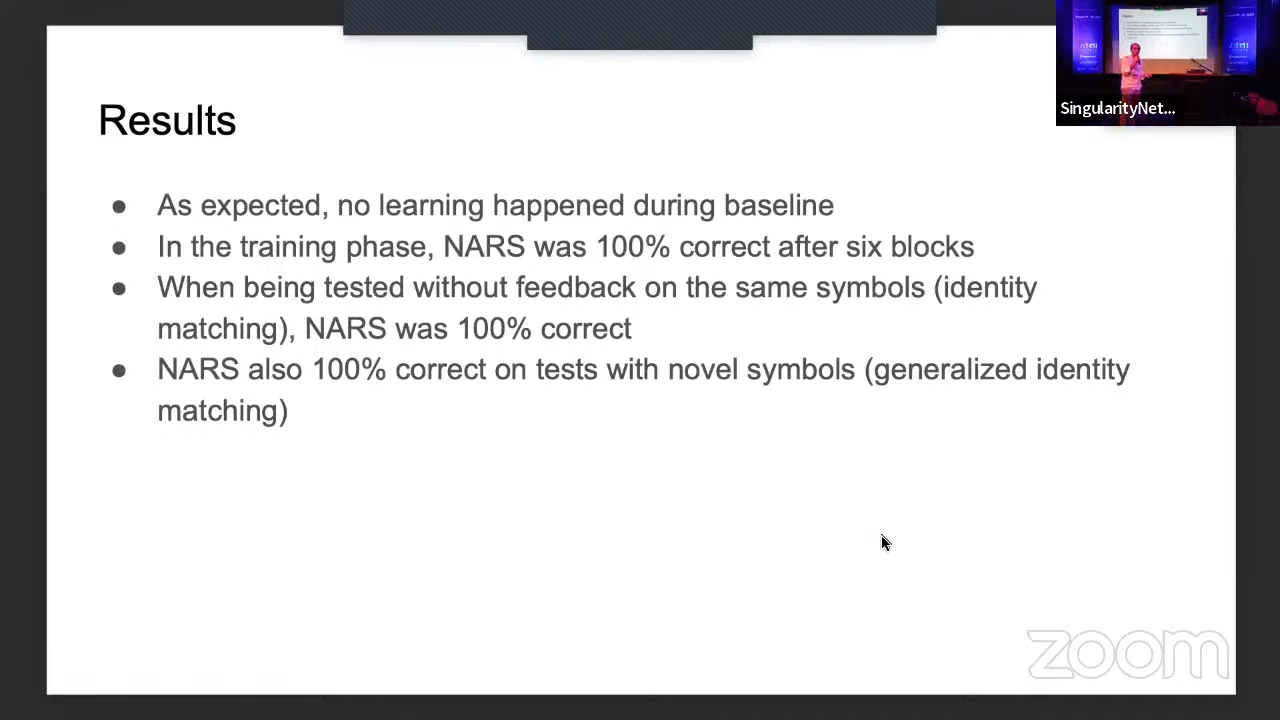 SingularityNet...
Results
● As expected, no learning happened during baseline
● In the training phase, NARS was 100% correct after six blocks
● When being tested without feedback on the same symbols (identity
matching), NARS was 100% correct
● NARS also 100% correct on tests with novel symbols (generalized identity
matching)
zoom